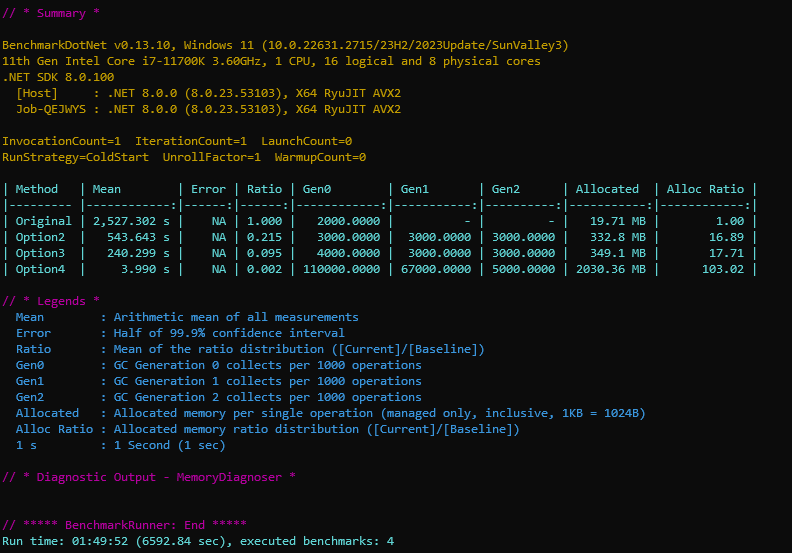 // * Summary *
BenchmarkDotNet v0.13.10, Windows 11 (10.0.22631.2715/23H2/2023Update/SunValley3)
11th Gen Intel Core i7-11700K 3.60GHz, 1 CPU, 16 logical and 8 physical cores
.NET SDK 8.0.100
  [Host]     : .NET 8.0.0 (8.0.23.53103), X64 RyuJIT AVX2
  Job-QEJWYS : .NET 8.0.0 (8.0.23.53103), X64 RyuJIT AVX2
InvocationCount=1  IterationCount=1  LaunchCount=0
RunStrategy=ColdStart  UnrollFactor=1  WarmupCount=0
| Method   | Mean        | Error | Ratio | Gen0        | Gen1       | Gen2      | Allocated  | Alloc Ratio |
|--------- |------------:|------:|------:|------------:|-----------:|----------:|-----------:|------------:|
| Original | 2,527.302 s |    NA | 1.000 |   2000.0000 |          - |         - |   19.71 MB |        1.00 |
| Option2  |   543.643 s |    NA | 0.215 |   3000.0000 |  3000.0000 | 3000.0000 |   332.8 MB |       16.89 |
| Option3  |   240.299 s |    NA | 0.095 |   4000.0000 |  3000.0000 | 3000.0000 |   349.1 MB |       17.71 |
| Option4  |     3.990 s |    NA | 0.002 | 110000.0000 | 67000.0000 | 5000.0000 | 2030.36 MB |      103.02 |
// * Legends *
  Mean        : Arithmetic mean of all measurements
  Error       : Half of 99.9% confidence interval
  Ratio       : Mean of the ratio distribution ([Current]/[Baseline])
  Gen0        : GC Generation 0 collects per 1000 operations
  Gen1        : GC Generation 1 collects per 1000 operations
  Gen2        : GC Generation 2 collects per 1000 operations
  Allocated   : Allocated memory per single operation (managed only, inclusive, 1KB = 1024B)
  Alloc Ratio : Allocated memory ratio distribution ([Current]/[Baseline])
  1 s         : 1 Second (1 sec)
// * Diagnostic Output - MemoryDiagnoser *
// ***** BenchmarkRunner: End *****
Run time: 01:49:52 (6592.84 sec), executed benchmarks: 4